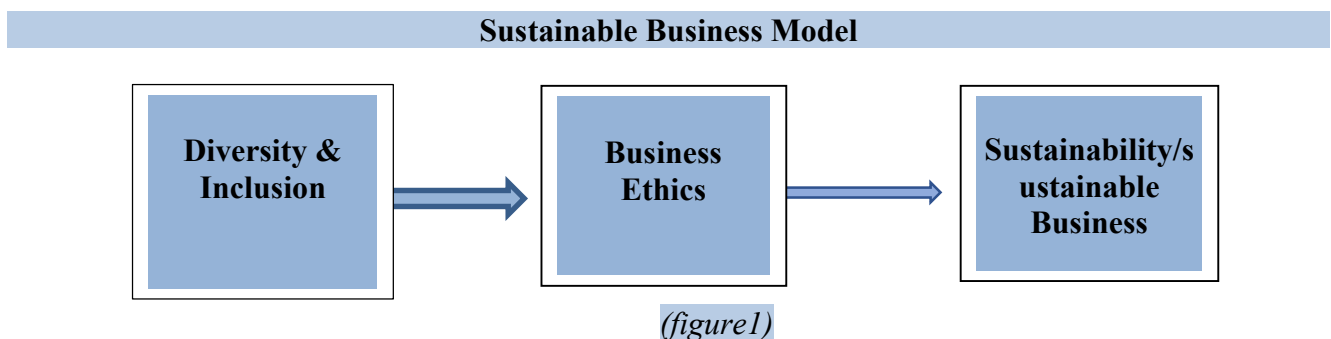 Sustainable Business Model
Diversity &
Inclusion
Business
Ethics
Sustainability/s
ustainable
Business
(figure1)